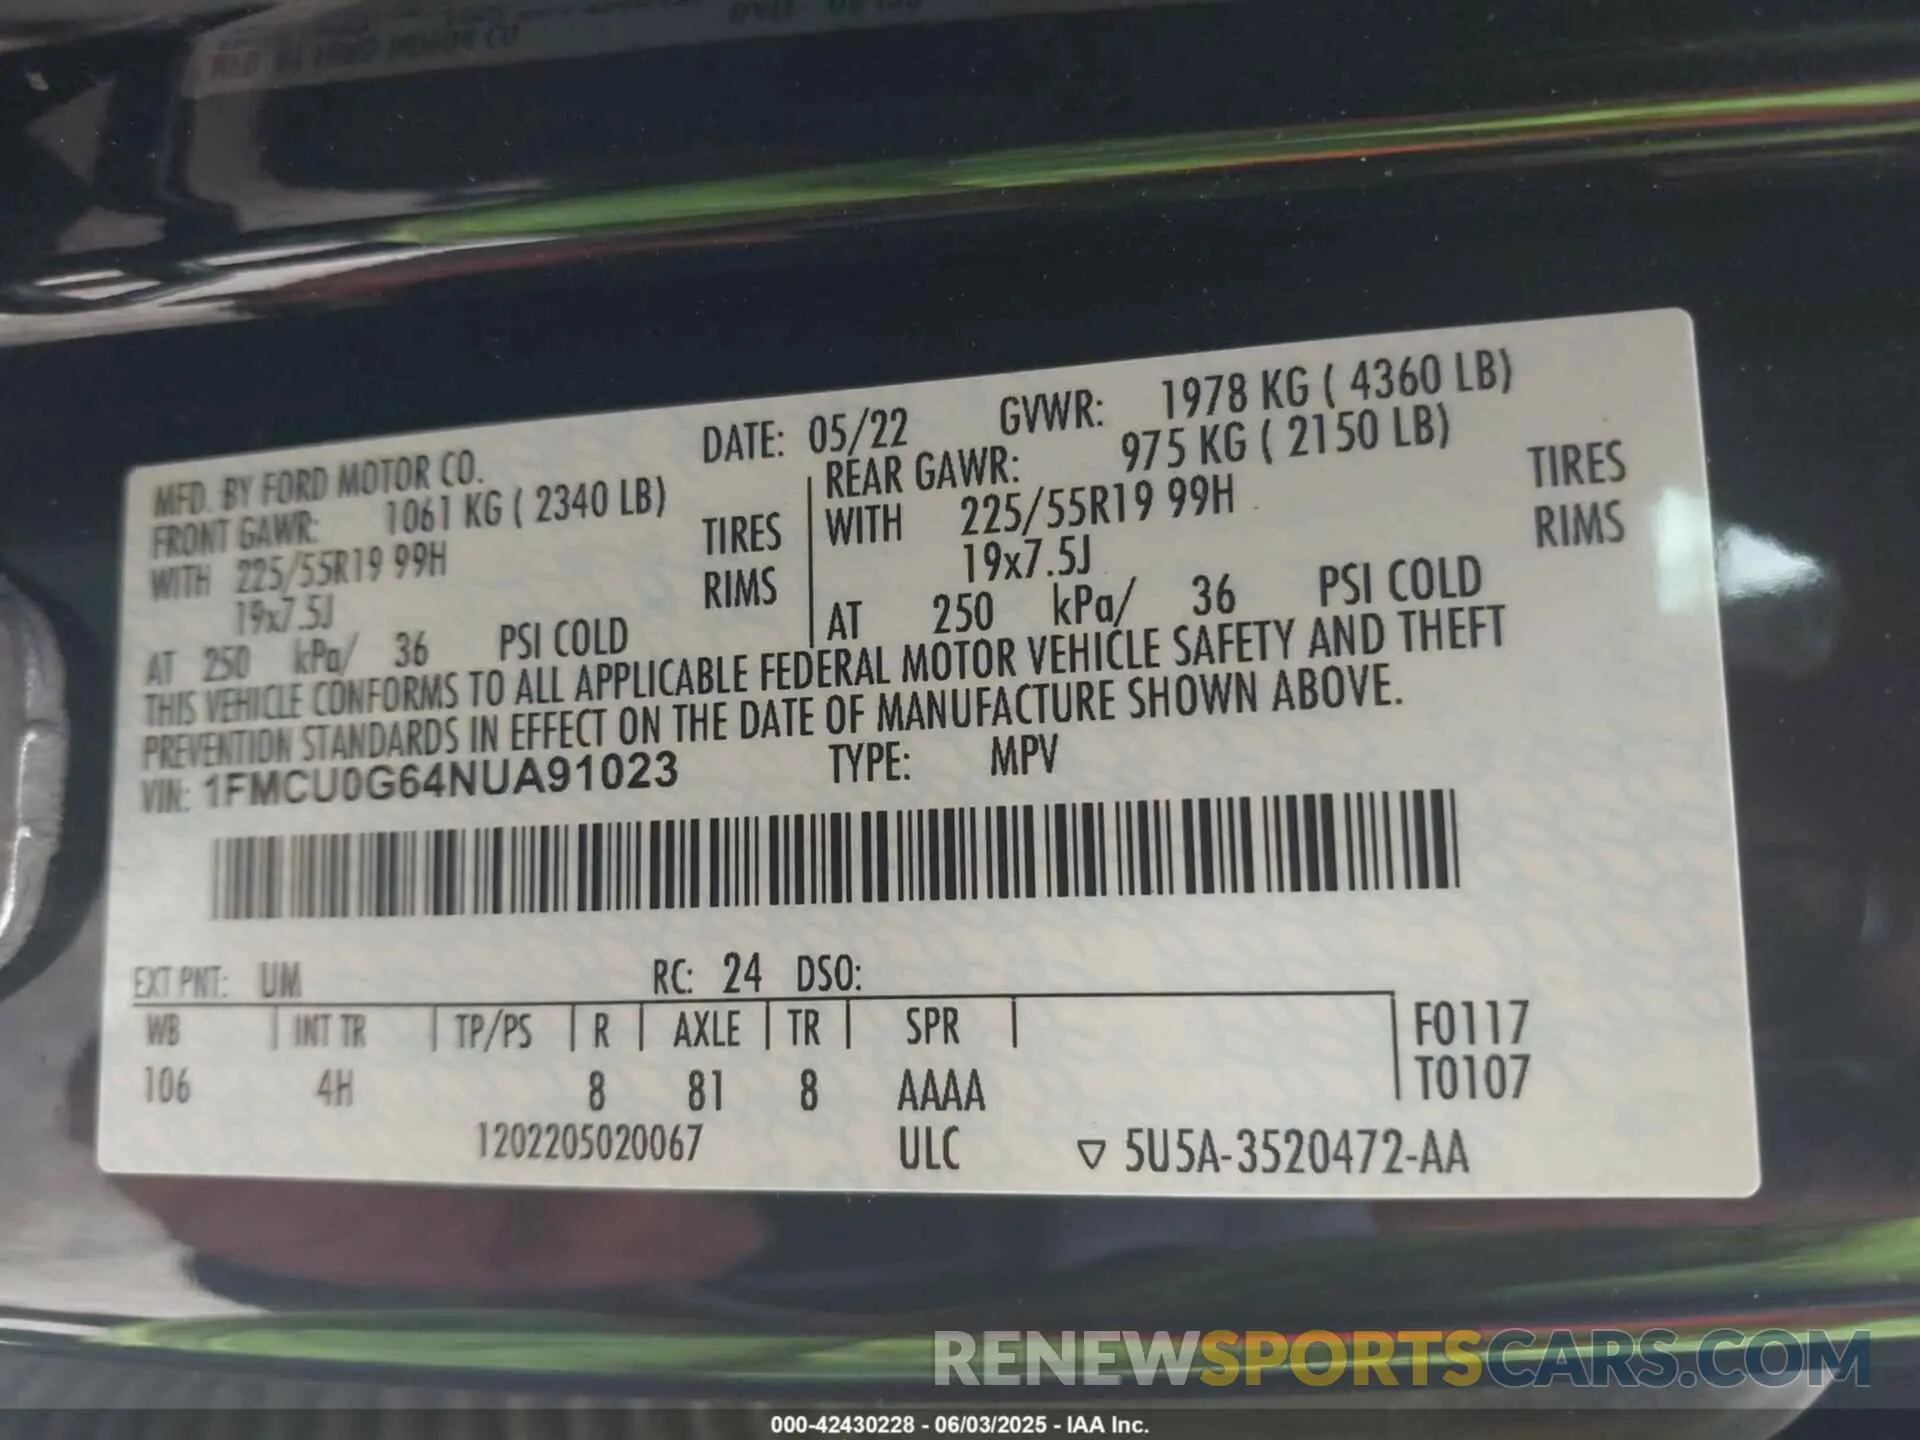 MFD. BY FORD MOTOR CO. DATE: 05/22 GVWR: 1978 KG ( 4360 LB)
FRONT GAWR: 1061 KG ( 2340 LB) REAR GAWR: 975 KG ( 2150 LB)
WITH 225/55R19 99H TIRES WITH 225/55R19 99H TIRES
19x7.5J RIMS 19x7.5J RIMS
AT 250 kPa/ 36 PSI COLD AT 250 kPa/ 36 PSI COLD
THIS VEHICLE CONFORMS TO ALL APPLICABLE FEDERAL MOTOR VEHICLE SAFETY AND THEFT
PREVENTION STANDARDS IN EFFECT ON THE DATE OF MANUFACTURE SHOWN ABOVE.
VIN: 1FMCU0G64NUA91023 TYPE: MPV
EXT PNT: UM RC: 24 DSO:
WB INT TR TP/PS R AXLE TR SPR F0117
106 4H 8 81 8 AAAA T0107
1202205020067 ULC ▽ 5U5A-3520472-AA
RENEWSPORTSCARS.COM
000-42430228 - 06/03/2025 - IAA Inc.